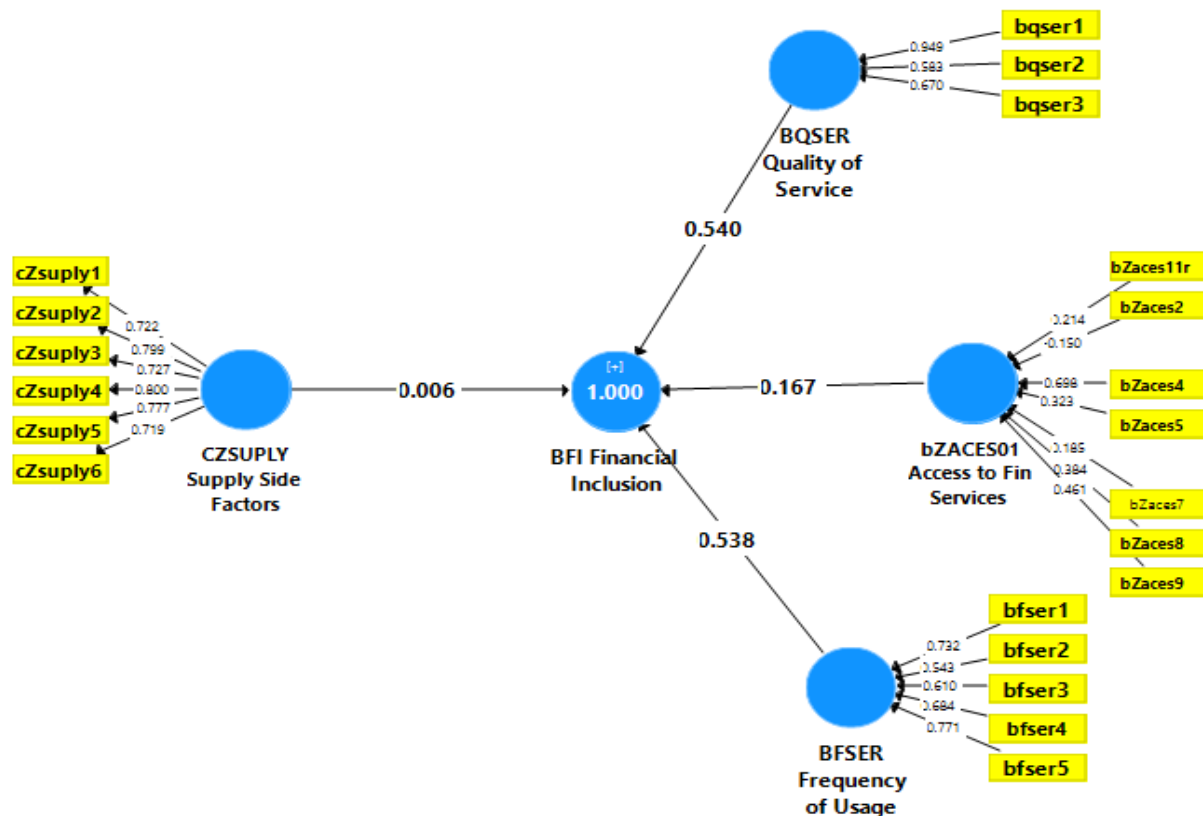 bqser1
0.949
bqser2
0.583
bqser3
0.670
BQSER
Quality of
Service
0.540
cZsuply1
0.722
cZsuply2
0.799
cZsuply3
0.727
cZsuply4
0.800
cZsuply5
0.777
cZsuply6
0.719
CZSUPLY
Supply Side
Factors
0.006
[+]
1.000
BFI Financial
Inclusion
0.167
bZaces11r
0.214
bZaces2
-0.150
bZaces4
0.698
bZaces5
0.323
bZACES01
Access to Fin
Services
0.185
0.384
0.461
bZaces7
bZaces8
bZaces9
0.538
bfser1
0.732
bfser2
0.543
bfser3
0.610
bfser4
0.684
bfser5
0.771
BFSER
Frequency
of Usage